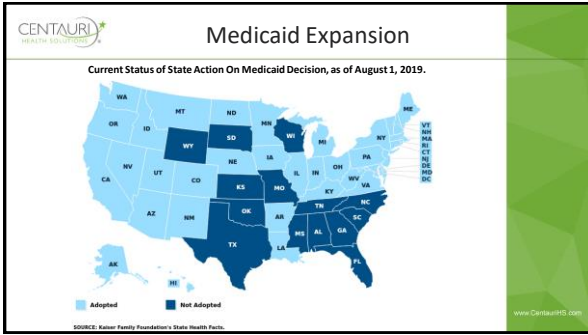 CENTAURI
HEALTH SOLUTIONS
Medicaid Expansion
Current Status of State Action On Medicaid Decision, as of August 1, 2019.
WA
MT
ND
MN
ME
OR
ID
SD
WI
MI
NY
VT
NH
MA
RI
CT
NJ
DE
MD
DC
WY
IA
NE
PA
NV
UT
CO
IL
IN
OH
WV
VA
CA
KS
MO
KY
NC
TN
AZ
NM
OK
AR
SC
TX
LA
MS
AL
GA
FL
AK
HI
Adopted
Not Adopted
SOURCE: Kaiser Family Foundation's State Health Facts.
www.CentauriHS.com